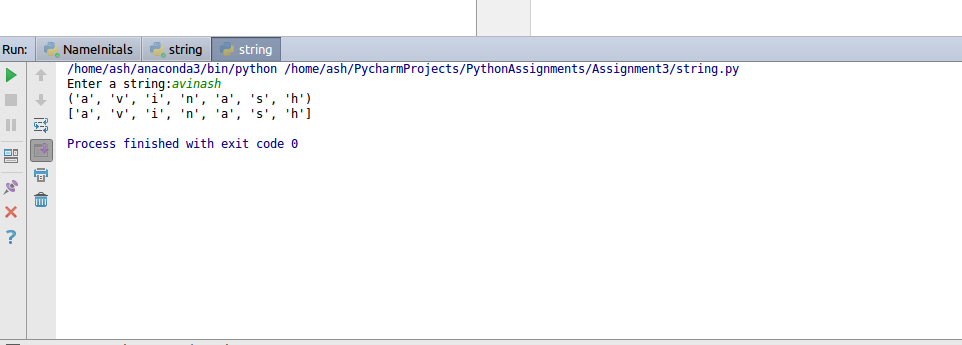 Run: NameInitals string string
/home/ash/anaconda3/bin/python /home/ash/PycharmProjects/PythonAssignments/Assignment3/string.py
Enter a string:avinash
('a', 'v', 'i', 'n', 'a', 's', 'h')
['a', 'v', 'i', 'n', 'a', 's', 'h']
Process finished with exit code 0